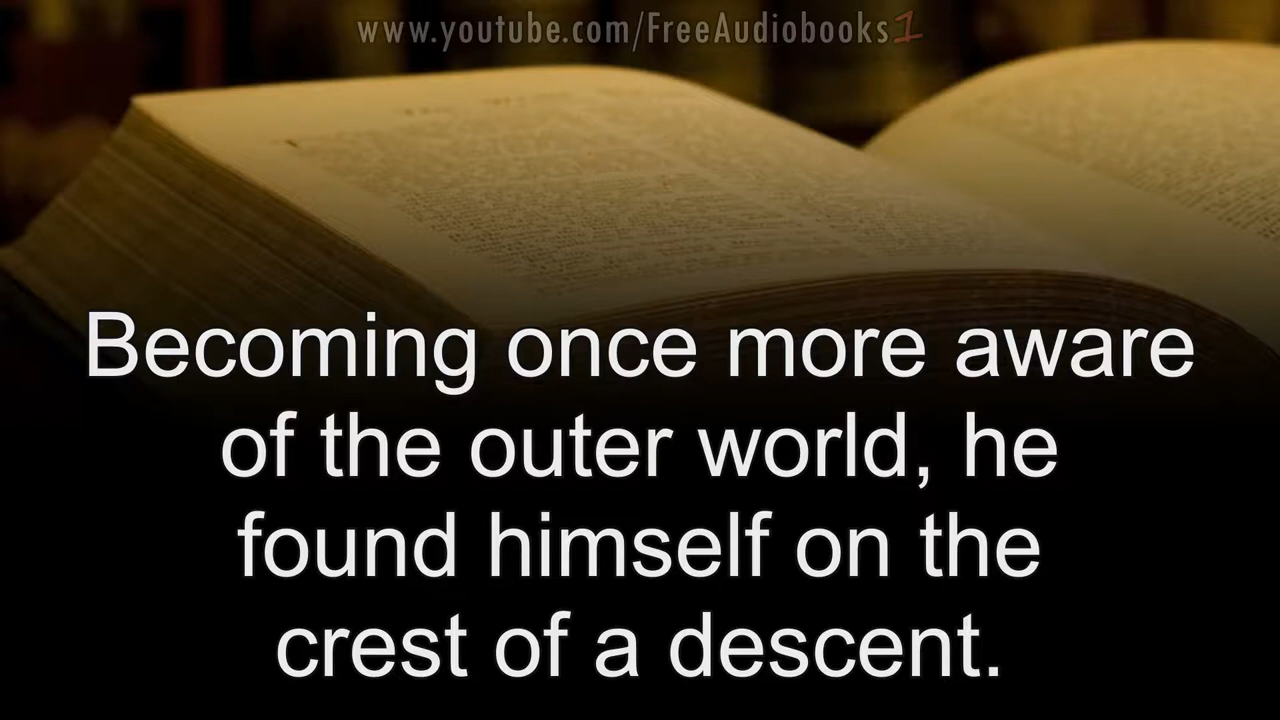 www.youtube.com/FreeAudiobooks1
Becoming once more aware
of the outer world, he
found himself on the
crest of a descent.